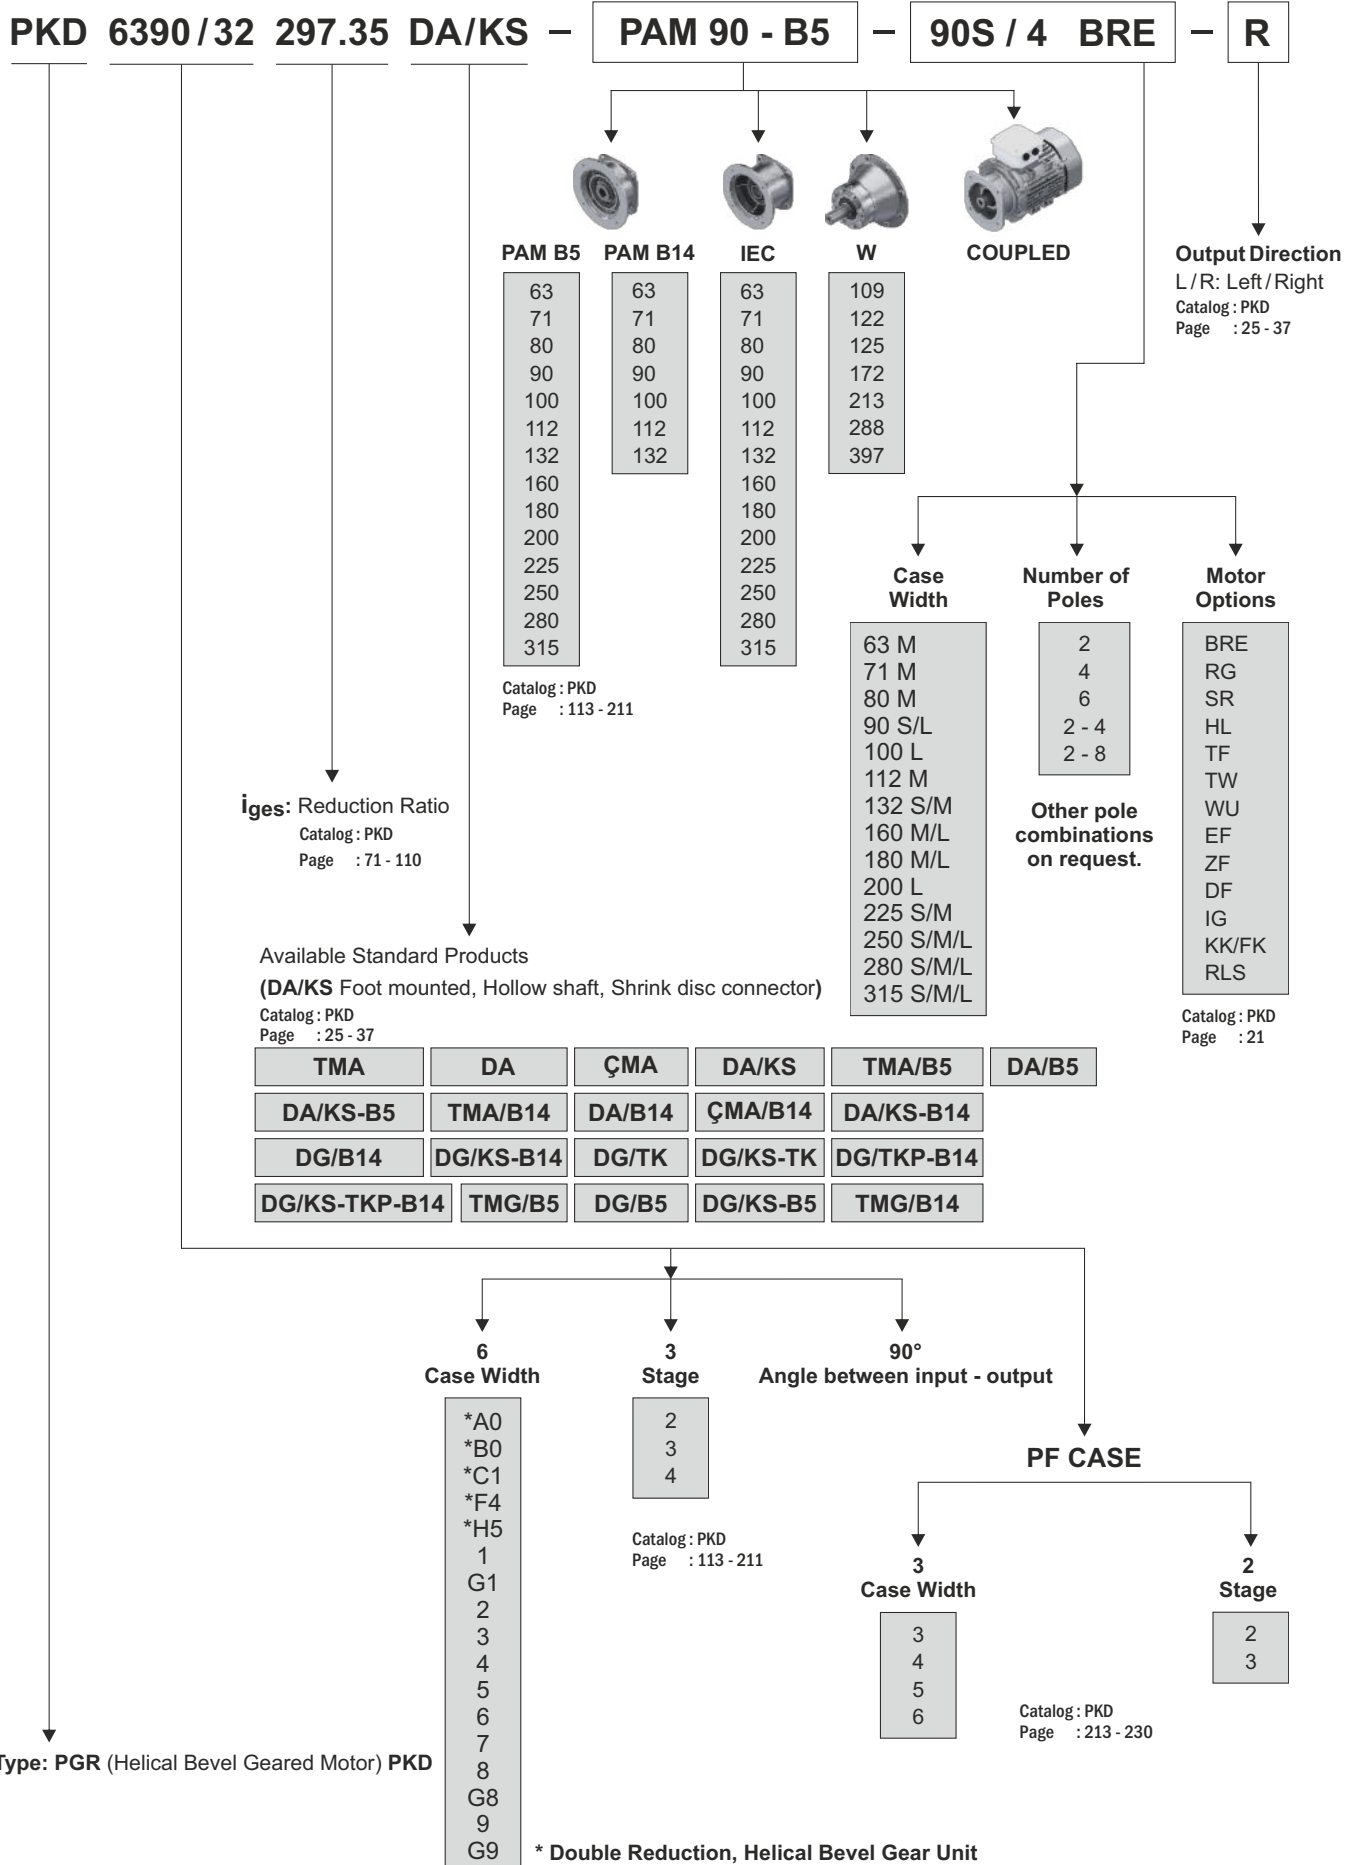 PKD 6390/32 297.35 DA/KS – PAM 90 - B5 – 90S / 4 BRE – R
PAM B5
63
71
80
90
100
112
132
160
180
200
225
250
280
315
Catalog : PKD
Page : 113 - 211
PAM B14
63
71
80
90
100
112
132
IEC
63
71
80
90
100
112
132
160
180
200
225
250
280
315
W
109
122
125
172
213
288
397
COUPLED
Output Direction
L / R: Left / Right
Catalog : PKD
Page : 25 - 37
Case
Width
63 M
71 M
80 M
90 S/L
100 L
112 M
132 S/M
160 M/L
180 M/L
200 L
225 S/M
250 S/M/L
280 S/M/L
315 S/M/L
Number of
Poles
2
4
6
2 - 4
2 - 8
Other pole
combinations
on request.
Motor
Options
BRE
RG
SR
HL
TF
TW
WU
EF
ZF
DF
IG
KK/FK
RLS
Catalog : PKD
Page : 21
iges: Reduction Ratio
Catalog : PKD
Page : 71 - 110
Available Standard Products
(DA/KS Foot mounted, Hollow shaft, Shrink disc connector)
Catalog : PKD
Page : 25 - 37
TMA DA ÇMA DA/KS TMA/B5 DA/B5
DA/KS-B5 TMA/B14 DA/B14 ÇMA/B14 DA/KS-B14
DG/B14 DG/KS-B14 DG/TK DG/KS-TK DG/TKP-B14
DG/KS-TKP-B14 TMG/B5 DG/B5 DG/KS-B5 TMG/B14
6
Case Width
*A0
*B0
*C1
*F4
*H5
1
G1
2
3
4
5
6
7
8
G8
9
G9
3
Stage
2
3
4
Catalog : PKD
Page : 113 - 211
90°
Angle between input - output
PF CASE
3
Case Width
3
4
5
6
2
Stage
2
3
Catalog : PKD
Page : 213 - 230
Type: PGR (Helical Bevel Geared Motor) PKD
* Double Reduction, Helical Bevel Gear Unit